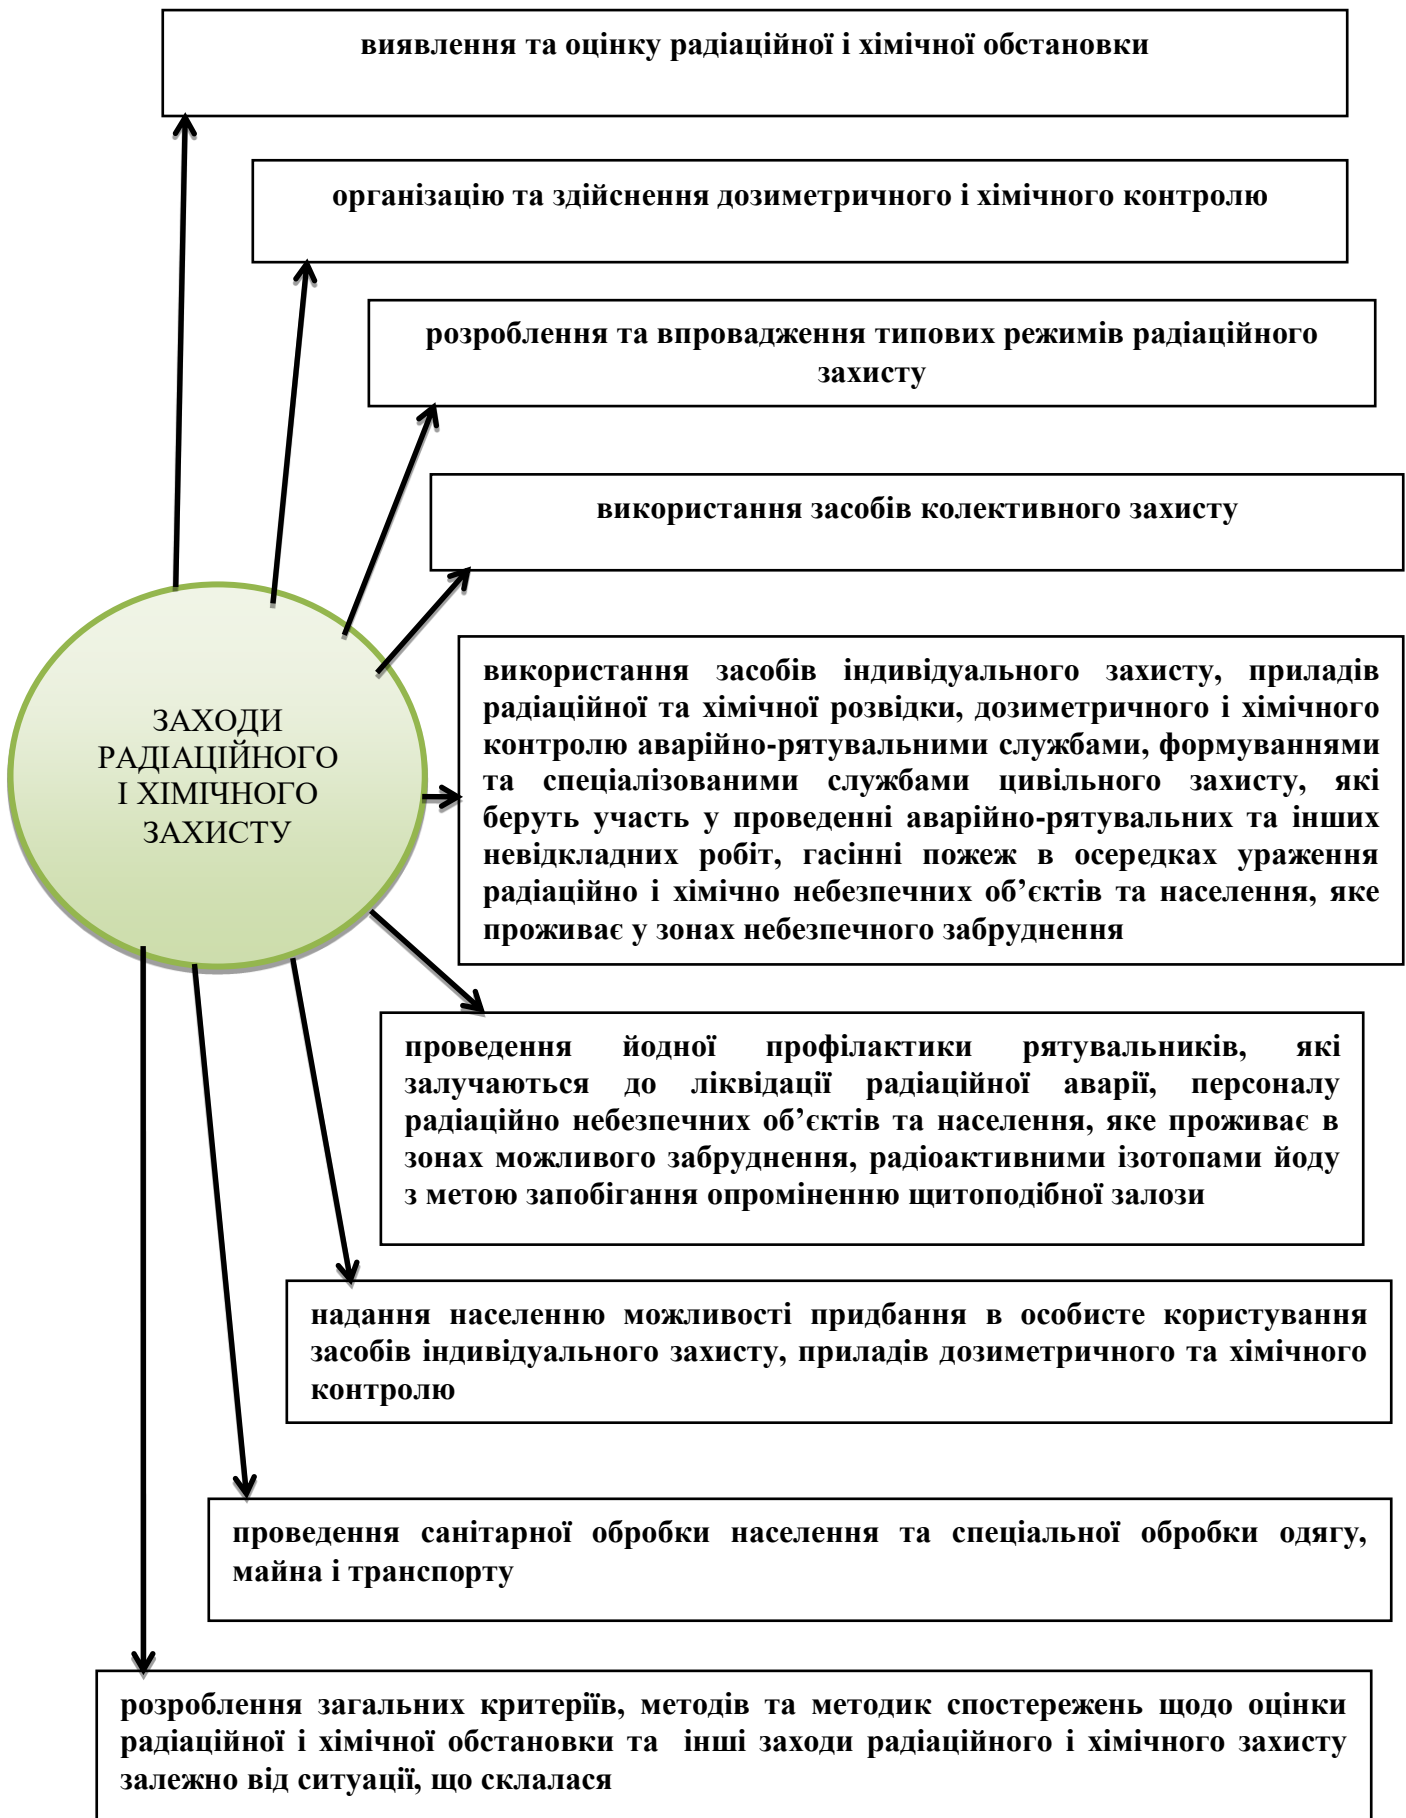 виявлення та оцінку радіаційної і хімічної обстановки
організацію та здійснення дозиметричного і хімічного контролю
розроблення та впровадження типових режимів радіаційного
захисту
використання засобів колективного захисту
ЗАХОДИ
РАДІАЦІЙНОГО
І ХІМІЧНОГО
ЗАХИСТУ
використання засобів індивідуального захисту, приладів
радіаційної та хімічної розвідки, дозиметричного і хімічного
контролю аварійно-рятувальними службами, формуваннями
та спеціалізованими службами цивільного захисту, які
беруть участь у проведенні аварійно-рятувальних та інших
невідкладних робіт, гасінні пожеж в осередках ураження
радіаційно і хімічно небезпечних об’єктів та населення, яке
проживає у зонах небезпечного забруднення
проведення йодної профілактики рятувальників, які
залучаються до ліквідації радіаційної аварії, персоналу
радіаційно небезпечних об’єктів та населення, яке проживає в
зонах можливого забруднення, радіоактивними ізотопами йоду
з метою запобігання опроміненню щитоподібної залози
надання населенню можливості придбання в особисте користування
засобів індивідуального захисту, приладів дозиметричного та хімічного
контролю
проведення санітарної обробки населення та спеціальної обробки одягу,
майна і транспорту
розроблення загальних критеріїв, методів та методик спостережень щодо оцінки
радіаційної і хімічної обстановки та інші заходи радіаційного і хімічного захисту
залежно від ситуації, що склалася